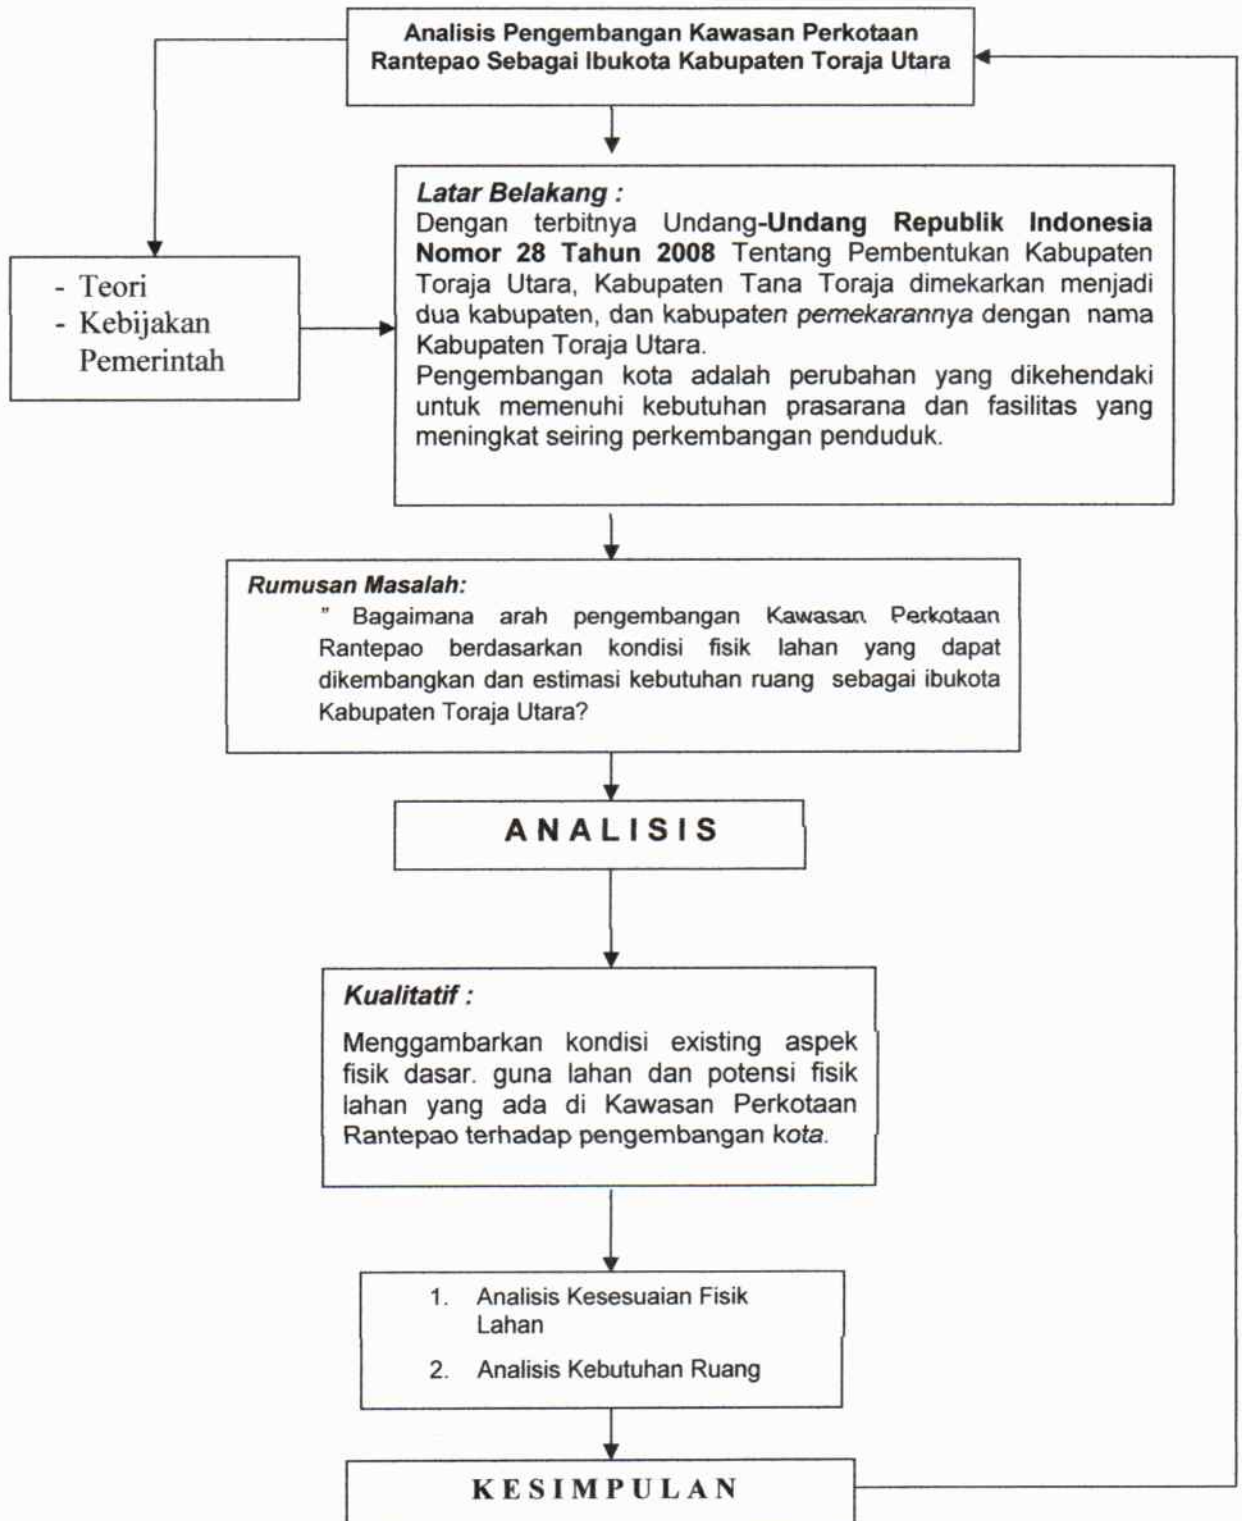 Analisis Pengembangan Kawasan Perkotaan
Rantepao Sebagai Ibukota Kabupaten Toraja Utara
Latar Belakang :
Dengan terbitnya Undang-Undang Republik Indonesia
Nomor 28 Tahun 2008 Tentang Pembentukan Kabupaten
Toraja Utara, Kabupaten Tana Toraja dimekarkan menjadi
dua kabupaten, dan kabupaten pemekarannya dengan nama
Kabupaten Toraja Utara.
Pengembangan kota adalah perubahan yang dikehendaki
untuk memenuhi kebutuhan prasarana dan fasilitas yang
meningkat seiring perkembangan penduduk.
- Teori
- Kebijakan
Pemerintah
Rumusan Masalah:
" Bagaimana arah pengembangan Kawasan Perkotaan
Rantepao berdasarkan kondisi fisik lahan yang dapat
dikembangkan dan estimasi kebutuhan ruang sebagai ibukota
Kabupaten Toraja Utara?
ANALISIS
Kualitatif :
Menggambarkan kondisi existing aspek
fisik dasar. guna lahan dan potensi fisik
lahan yang ada di Kawasan Perkotaan
Rantepao terhadap pengembangan kota.
1. Analisis Kesesuaian Fisik
Lahan
2. Analisis Kebutuhan Ruang
KESIMPULAN